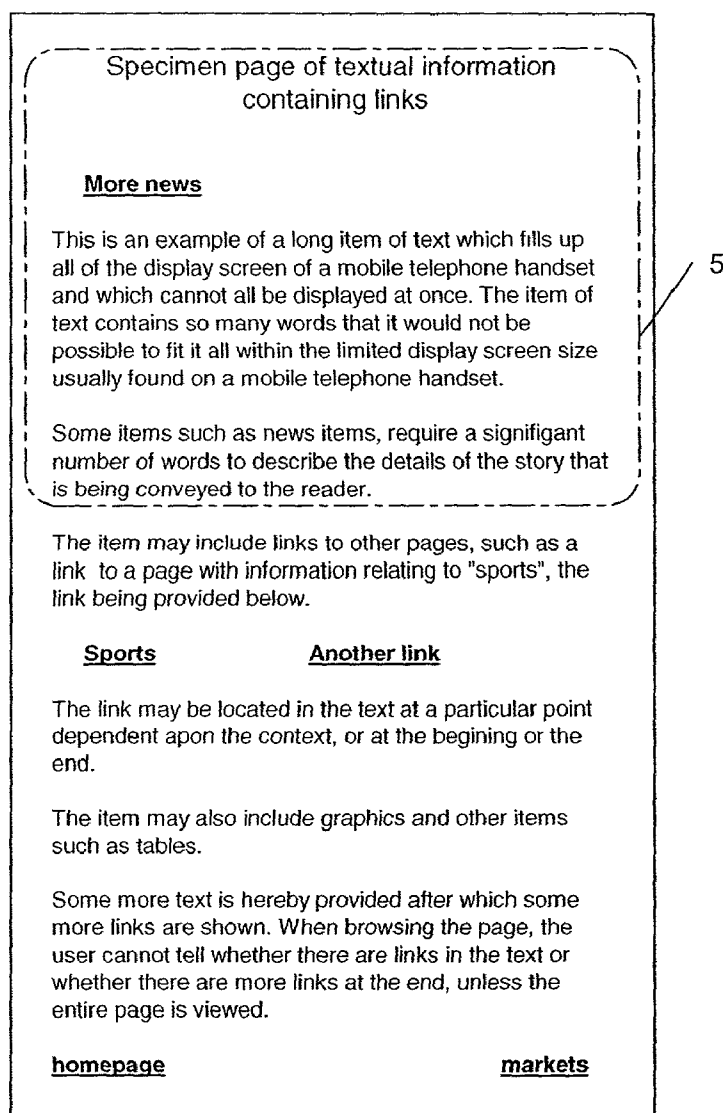 Specimen page of textual information
containing links
More news
This is an example of a long item of text which fills up
all of the display screen of a mobile telephone handset
and which cannot all be displayed at once. The item of
text contains so many words that it would not be
possible to fit it all within the limited display screen size
usually found on a mobile telephone handset.
5
Some items such as news items, require a signifigant
number of words to describe the details of the story that
is being conveyed to the reader.
The item may include links to other pages, such as a
link to a page with information relating to "sports", the
link being provided below.
Sports Another link
The link may be located in the text at a particular point
dependent apon the context, or at the begining or the
end.
The item may also include graphics and other items
such as tables.
Some more text is hereby provided after which some
more links are shown. When browsing the page, the
user cannot tell whether there are links in the text or
whether there are more links at the end, unless the
entire page is viewed.
homepage markets